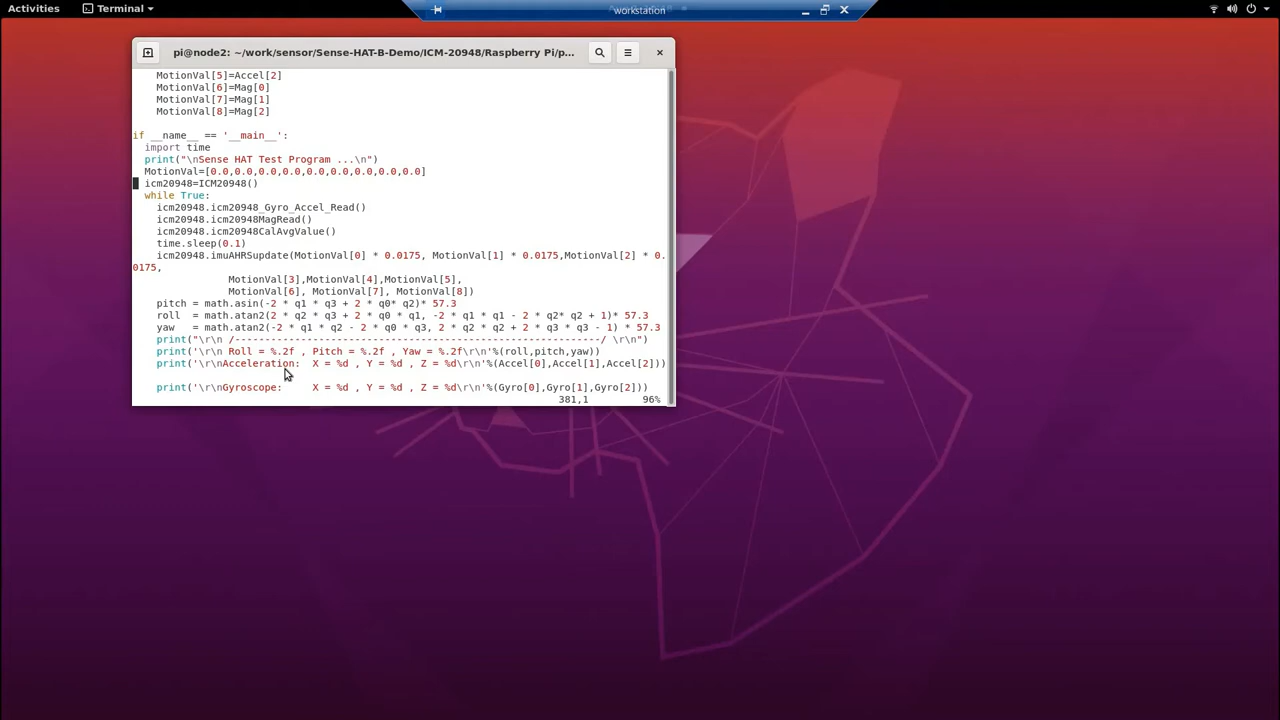 Activities
Terminal
workstation
pi@node2: ~/work/sensor/Sense-HAT-B-Demo/ICM-20948/Raspberry Pi/p...
MotionVal[5]=Accel[2]
MotionVal[6]=Mag[0]
MotionVal[7]=Mag[1]
MotionVal[8]=Mag[2]
if __name__ == '__main__':
import time
print("\nSense HAT Test Program ...\n")
MotionVal=[0.0,0.0,0.0,0.0,0.0,0.0,0.0,0.0,0.0]
icm20948=ICM20948()
while True:
icm20948.icm20948_Gyro_Accel_Read()
icm20948.icm20948MagRead()
icm20948.icm20948CalAvgValue()
time.sleep(0.1)
icm20948.imuAHRSupdate(MotionVal[0] * 0.0175, MotionVal[1] * 0.0175,MotionVal[2] * 0.
0175,
MotionVal[3],MotionVal[4],MotionVal[5],
MotionVal[6], MotionVal[7], MotionVal[8])
pitch = math.asin(-2 * q1 * q3 + 2 * q0* q2)* 57.3
roll  = math.atan2(2 * q2 * q3 + 2 * q0 * q1, -2 * q1 * q1 - 2 * q2* q2 + 1)* 57.3
yaw   = math.atan2(-2 * q1 * q2 - 2 * q0 * q3, 2 * q2 * q2 + 2 * q3 * q3 - 1) * 57.3
print("\r\n /-------------------------------------------------------------/ \r\n")
print('\r\n Roll = %.2f , Pitch = %.2f , Yaw = %.2f\r\n'%(roll,pitch,yaw))
print('\r\nAcceleration:  X = %d , Y = %d , Z = %d\r\n'%(Accel[0],Accel[1],Accel[2]))
print('\r\nGyroscope:     X = %d , Y = %d , Z = %d\r\n'%(Gyro[0],Gyro[1],Gyro[2]))
381,1 96%